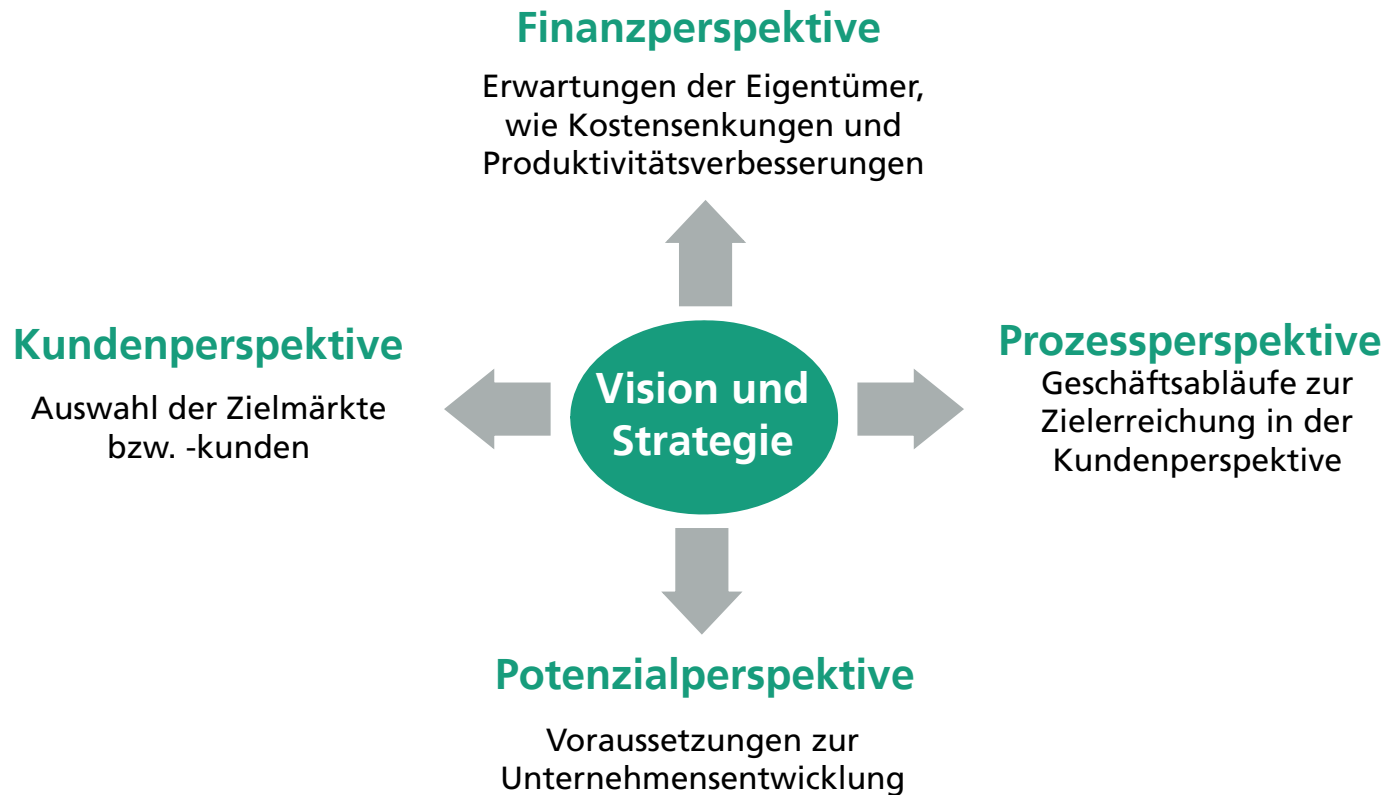 Finanzperspektive
Erwartungen der Eigentümer,
wie Kostensenkungen und
Produktivitätsverbesserungen
Kundenperspektive
Auswahl der Zielmärkte
bzw. -kunden
Vision und
Strategie
Prozessperspektive
Geschäftsabläufe zur
Zielerreichung in der
Kundenperspektive
Potenzialperspektive
Voraussetzungen zur
Unternehmensentwicklung